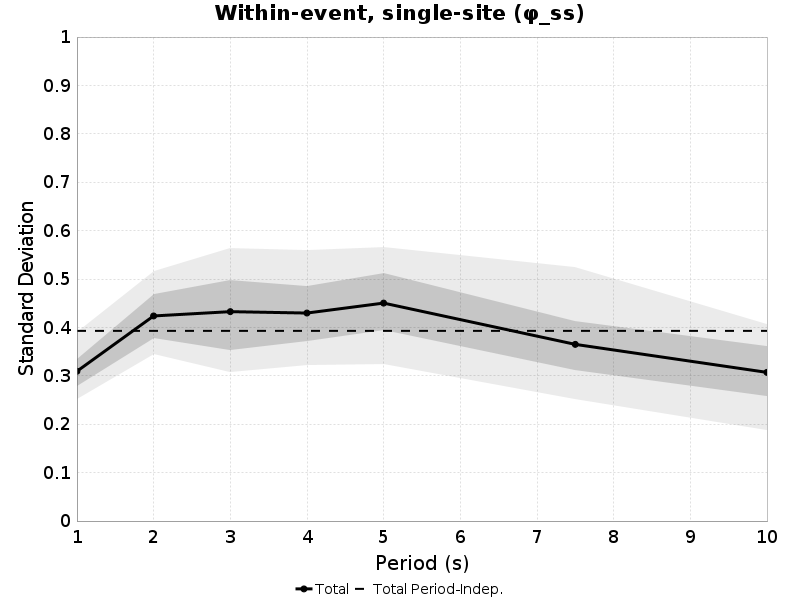 Within-event, single-site (φ_ss)
1
0.9
0.8
0.7
0.6
0.5
0.4
0.3
0.2
0.1
0
Standard Deviation
1 2 3 4 5 6 7 8 9 10
Period (s)
Total Total Period-Indep.